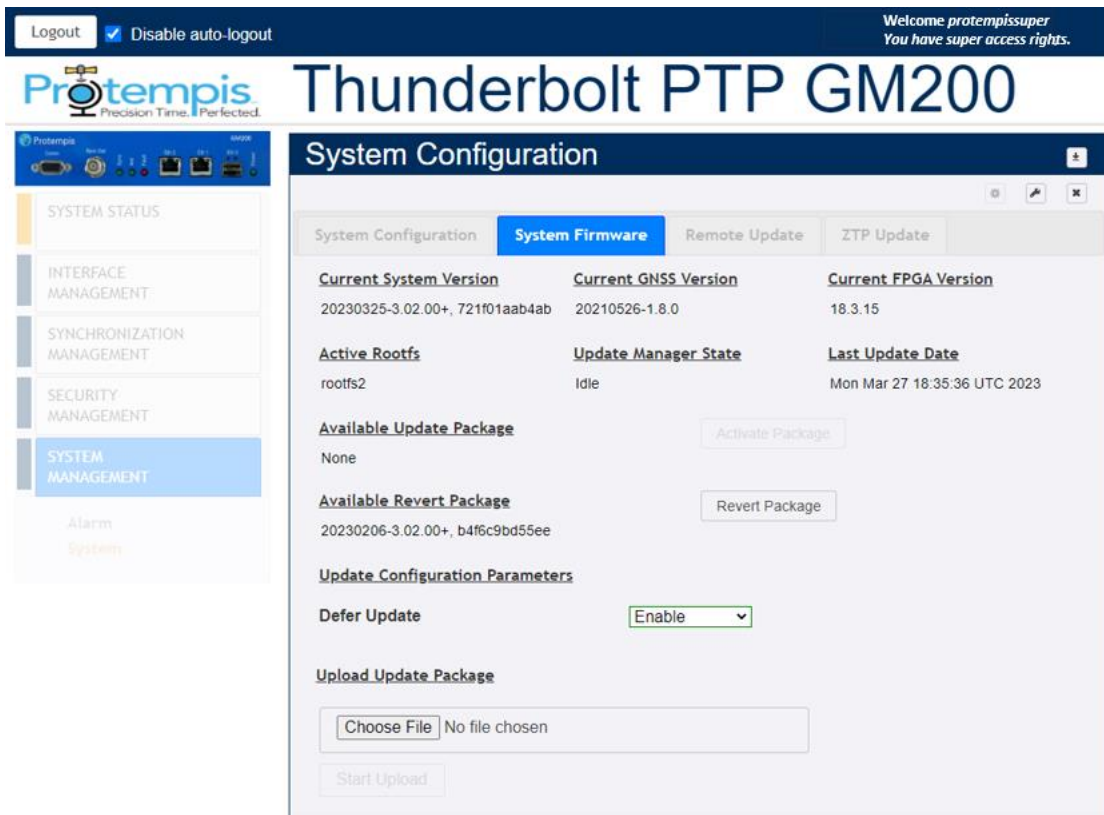 Logout
Disable auto-logout
Welcome protempissuper
You have super access rights.
Protempis
Precision Time. Perfected.
Thunderbolt PTP GM200
Protempis
GM200
System Configuration
SYSTEM STATUS
INTERFACE
MANAGEMENT
SYNCHRONIZATION
MANAGEMENT
SECURITY
MANAGEMENT
SYSTEM
MANAGEMENT
Alarm
System
System Configuration System Firmware Remote Update ZTP Update
Current System Version Current GNSS Version Current FPGA Version
20230325-3.02.00+, 721f01aab4ab 20210526-1.8.0 18.3.15
Active Rootfs Update Manager State Last Update Date
rootfs2 Idle Mon Mar 27 18:35:36 UTC 2023
Available Update Package Activate Package
None
Available Revert Package Revert Package
20230206-3.02.00+, b4f6c9bd55ee
Update Configuration Parameters
Defer Update Enable
Upload Update Package
Choose File No file chosen
Start Upload